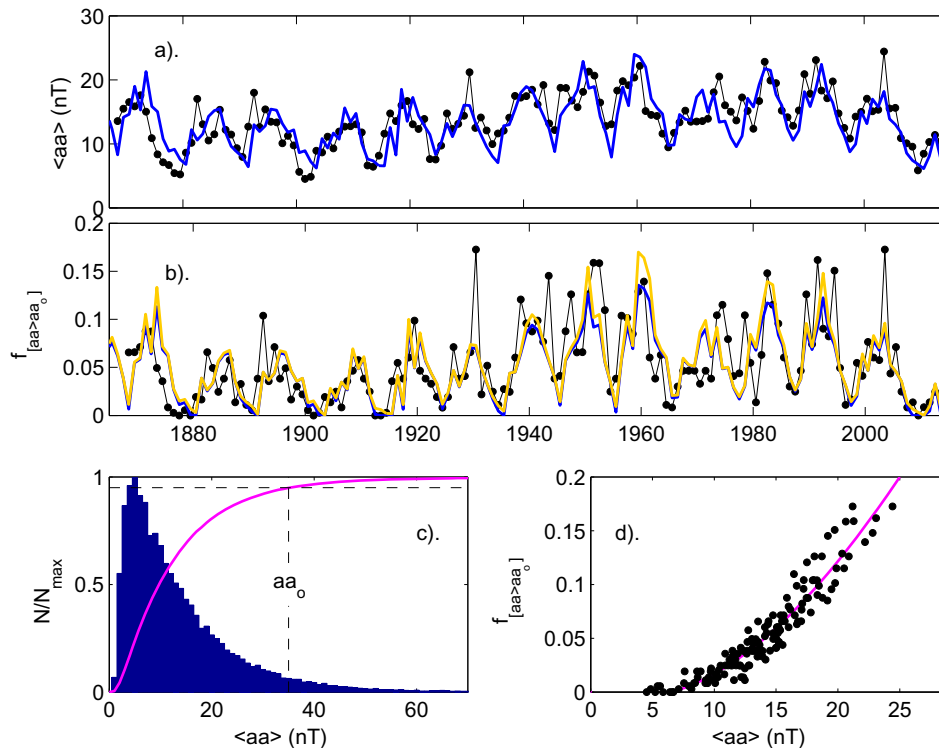 30
a).
20
10
0
<aa> (nT)
0.2
b).
0.15
0.1
0.05
0
f[aa>aao]
1880 1900 1920 1940 1960 1980 2000
1
c).
0.5
aao
0
N/Nmax
0 20 40 60
<aa> (nT)
0.2
d).
0.15
0.1
0.05
0
f[aa>aao]
0 5 10 15 20 25
<aa> (nT)